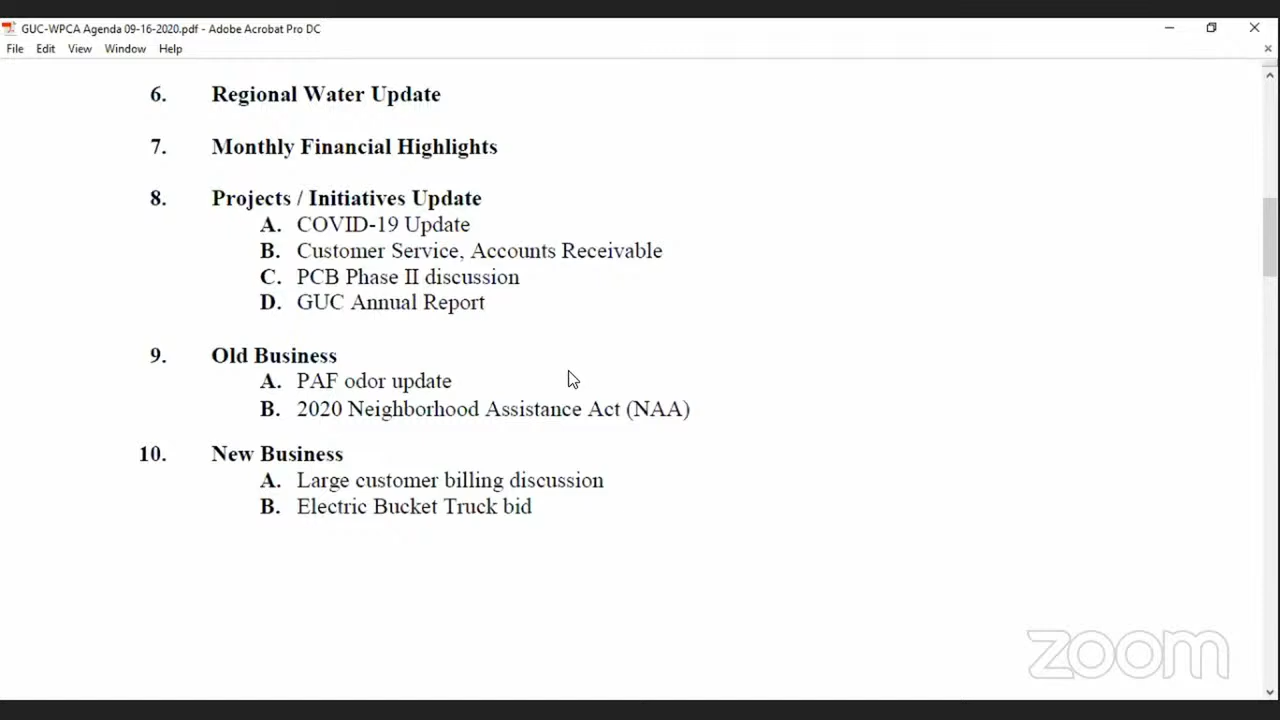 GUC-WPCA Agenda 09-16-2020.pdf - Adobe Acrobat Pro DC
File Edit View Window Help
6. Regional Water Update
7. Monthly Financial Highlights
8. Projects / Initiatives Update
A. COVID-19 Update
B. Customer Service, Accounts Receivable
C. PCB Phase II discussion
D. GUC Annual Report
9. Old Business
A. PAF odor update
B. 2020 Neighborhood Assistance Act (NAA)
10. New Business
A. Large customer billing discussion
B. Electric Bucket Truck bid
zoom